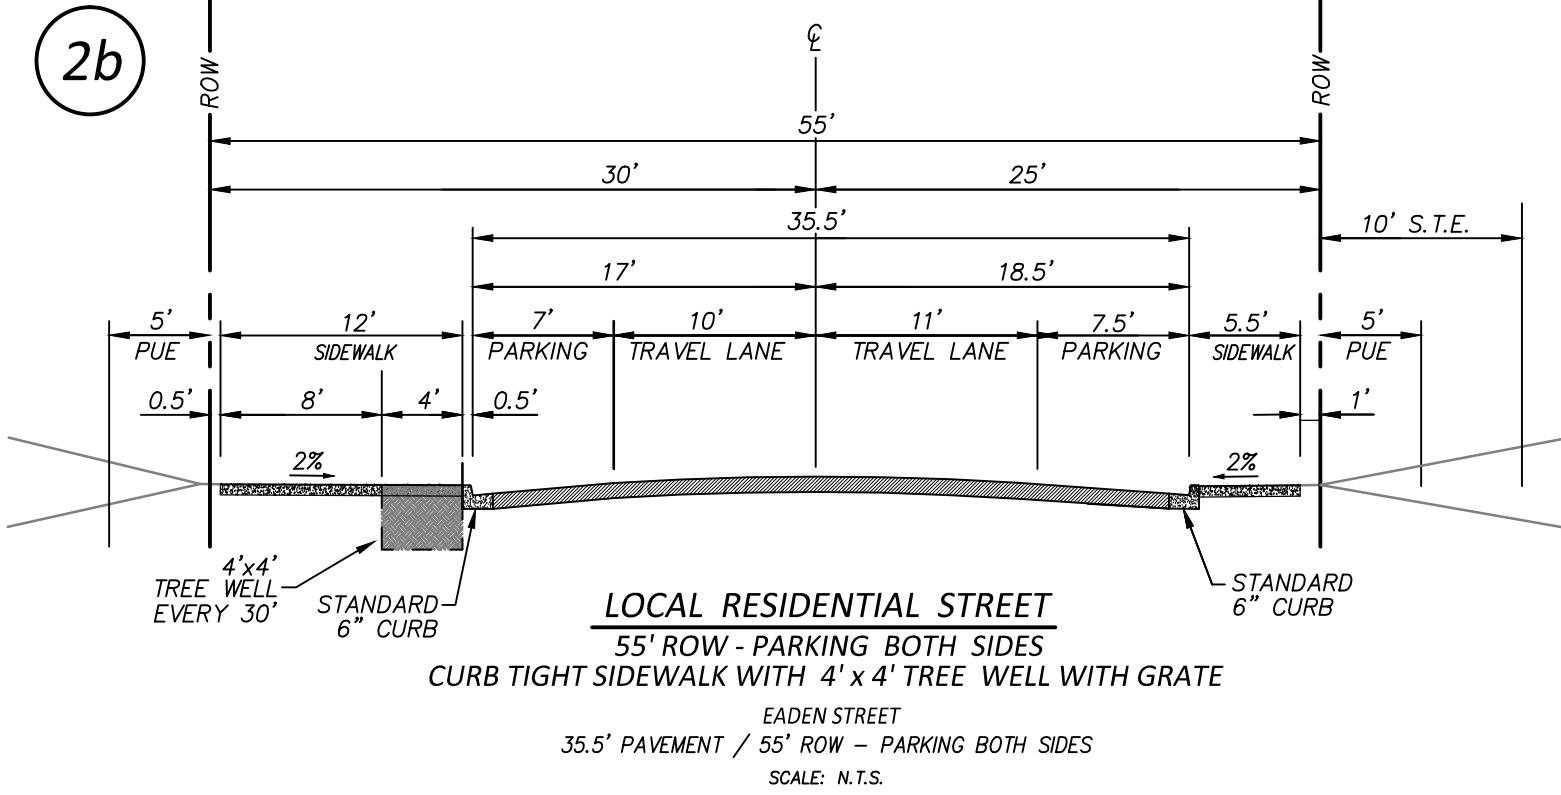 2b
ROW
℄
ROW
55'
30'
25'
35.5'
10' S.T.E.
17'
18.5'
5'
12'
7'
10'
11'
7.5'
5.5'
5'
PUE
SIDEWALK
PARKING
TRAVEL LANE
TRAVEL LANE
PARKING
SIDEWALK
PUE
0.5'
8'
4'
0.5'
1'
2%
2%
4'x4'
TREE WELL
EVERY 30'
STANDARD
6" CURB
STANDARD
6" CURB
LOCAL RESIDENTIAL STREET
55' ROW - PARKING BOTH SIDES
CURB TIGHT SIDEWALK WITH 4' x 4' TREE WELL WITH GRATE
EADEN STREET
35.5' PAVEMENT / 55' ROW – PARKING BOTH SIDES
SCALE: N.T.S.